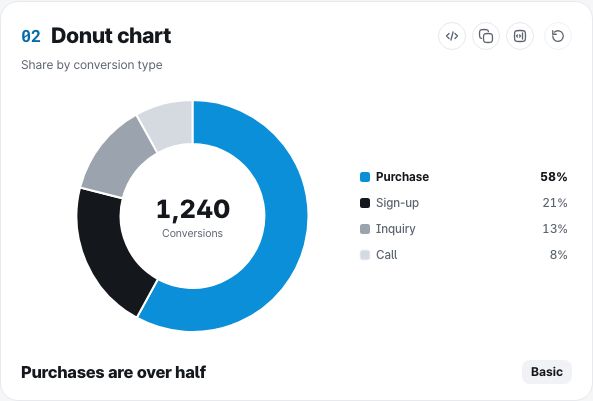 02 Donut chart
Share by conversion type
1,240
Conversions
Purchase 58%
Sign-up 21%
Inquiry 13%
Call 8%
Purchases are over half
Basic